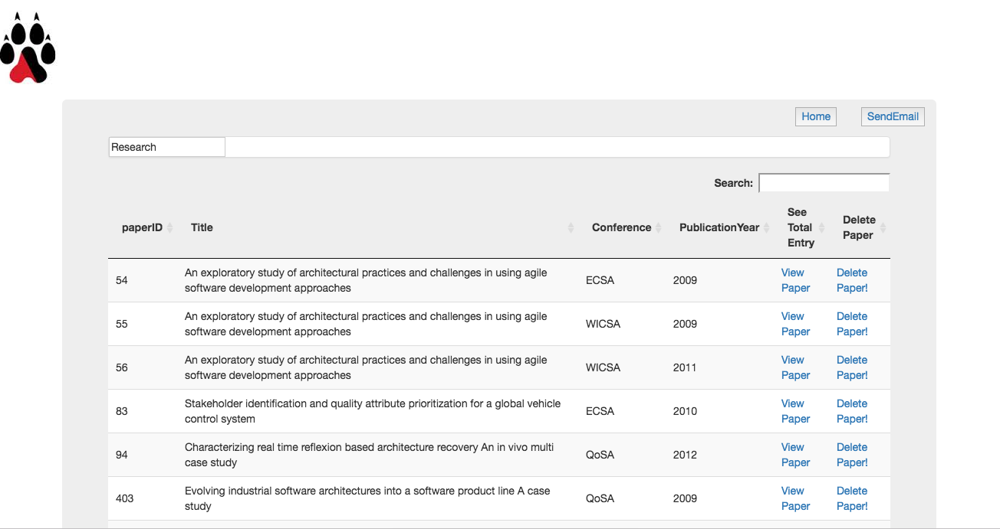 Home SendEmail
Research
Search:
paperID Title Conference PublicationYear See Total Entry Delete Paper
54 An exploratory study of architectural practices and challenges in using agile software development approaches ECSA 2009 View Paper Delete Paper!
55 An exploratory study of architectural practices and challenges in using agile software development approaches WICSA 2009 View Paper Delete Paper!
56 An exploratory study of architectural practices and challenges in using agile software development approaches WICSA 2011 View Paper Delete Paper!
83 Stakeholder identification and quality attribute prioritization for a global vehicle control system ECSA 2010 View Paper Delete Paper!
94 Characterizing real time reflexion based architecture recovery An in vivo multi case study QoSA 2012 View Paper Delete Paper!
403 Evolving industrial software architectures into a software product line A case study QoSA 2009 View Paper Delete Paper!